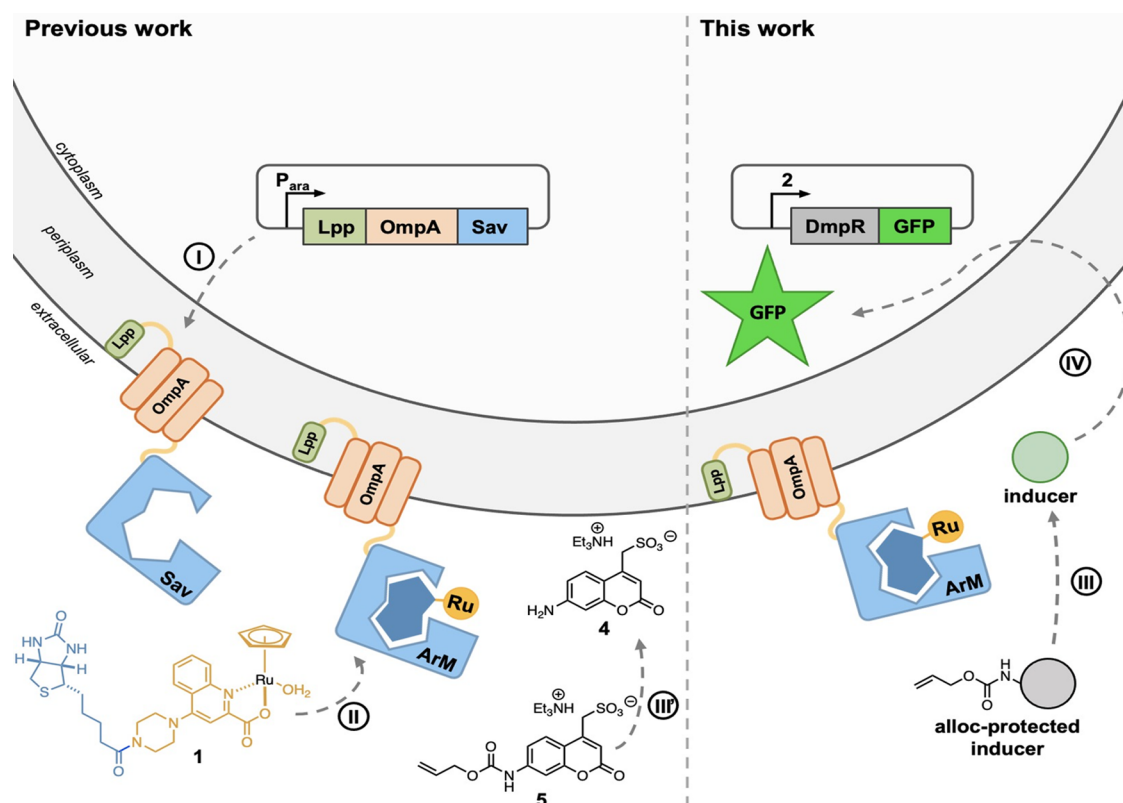 Previous work
This work
cytoplasm
periplasm
extracellular
P ara
Lpp OmpA Sav
I
Lpp
OmpA
Sav
Lpp
OmpA
Ru
ArM
O
HN NH
H H
S
O
N
N
N
O
O
Ru
OH2
1
II
Et3NH ⊕
SO3 ⊖
H2N O O
4
III'
Et3NH ⊕
SO3 ⊖
O
O N
H
O O
5
2
DmpR GFP
GFP
IV
Lpp
OmpA
Ru
ArM
inducer
III
O H
N
O
alloc-protected
inducer